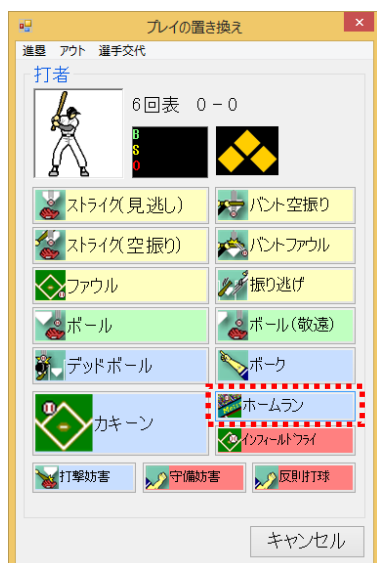 プレイの置き換え
進塁 アウト 選手交代
打者
6回表 0－0
B
S
O
ストライク(見逃し) バント空振り
ストライク(空振り) バントファウル
ファウル 振り逃げ
ボール ボール(敬遠)
デッドボール ボーク
カキーン ホームラン
インフィールドフライ
打撃妨害 守備妨害 反則打球
キャンセル